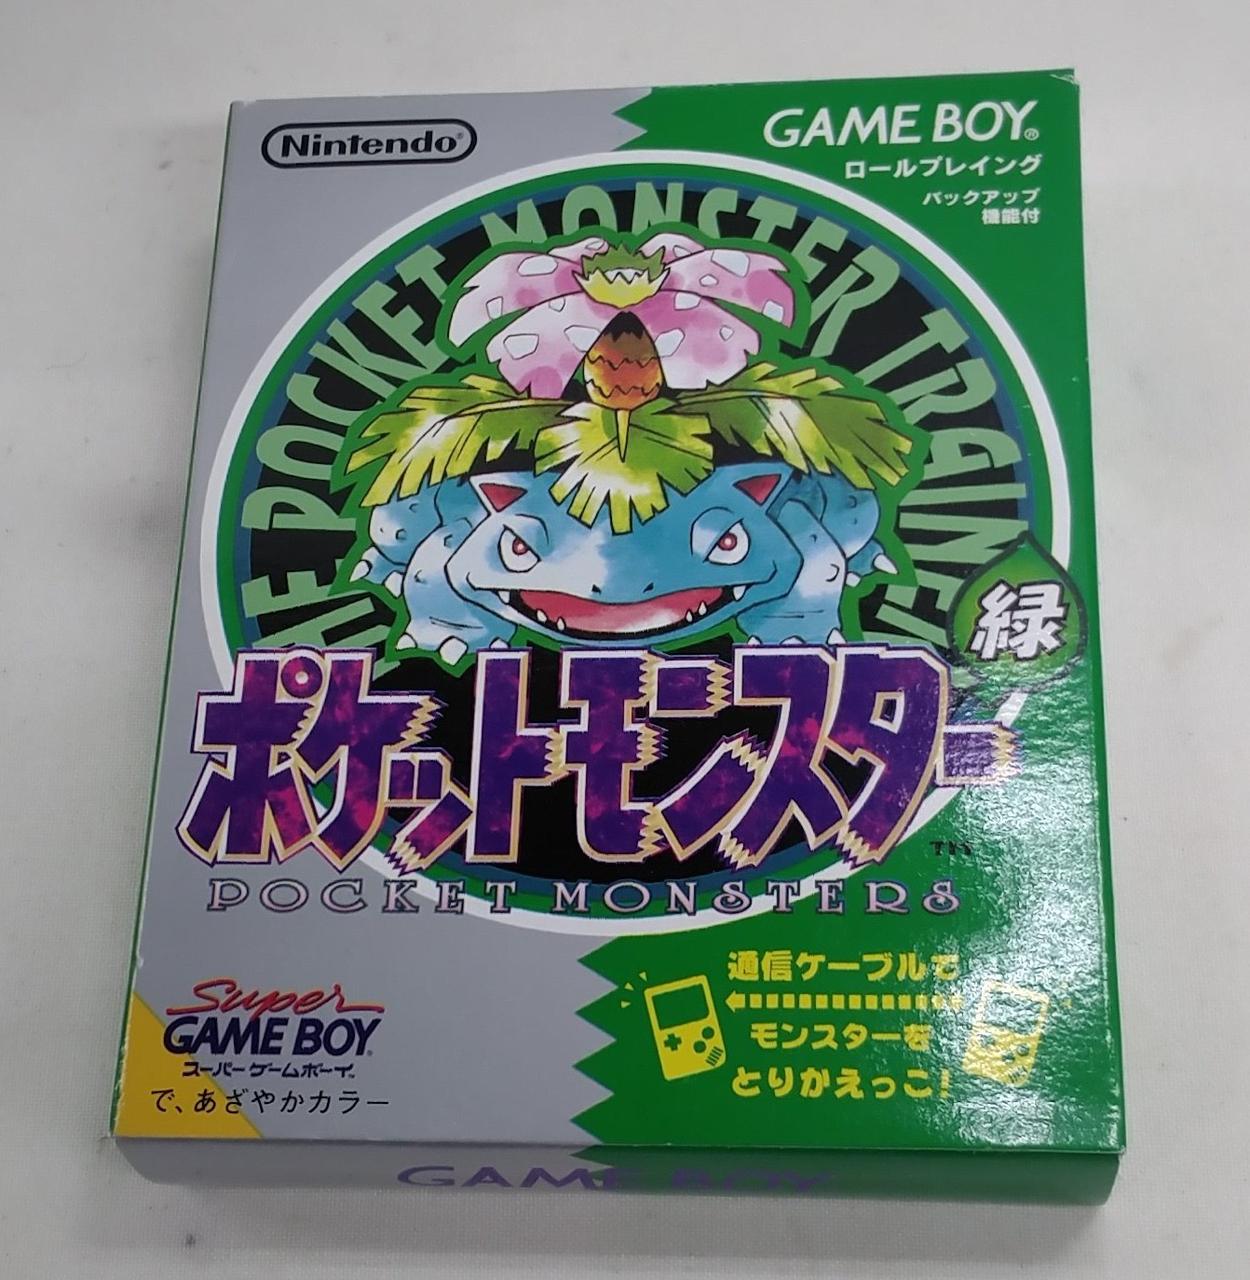 Nintendo®
GAME BOY®
ロールプレイング
バックアップ
機能付
THE POCKET MONSTER TRAINER
緑
ポケットモンスター
TM
POCKET MONSTERS
通信ケーブルで
モンスターを
とりかえっこ!
Super
GAME BOY
スーパーゲームボーイ™
で、あざやかカラー
GAME BOY